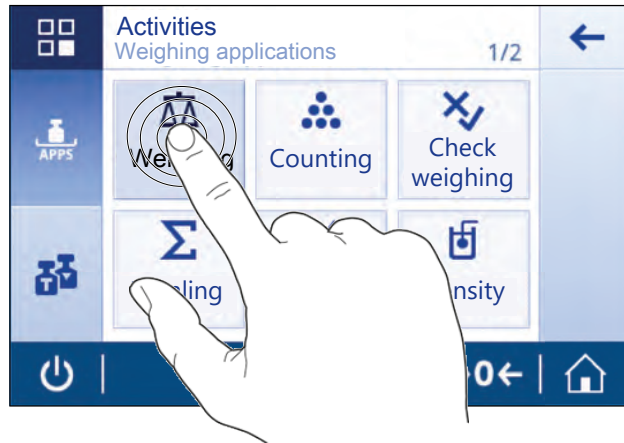 Activities
Weighing applications
1/2
APPS
Counting
Check
weighing
T
0←